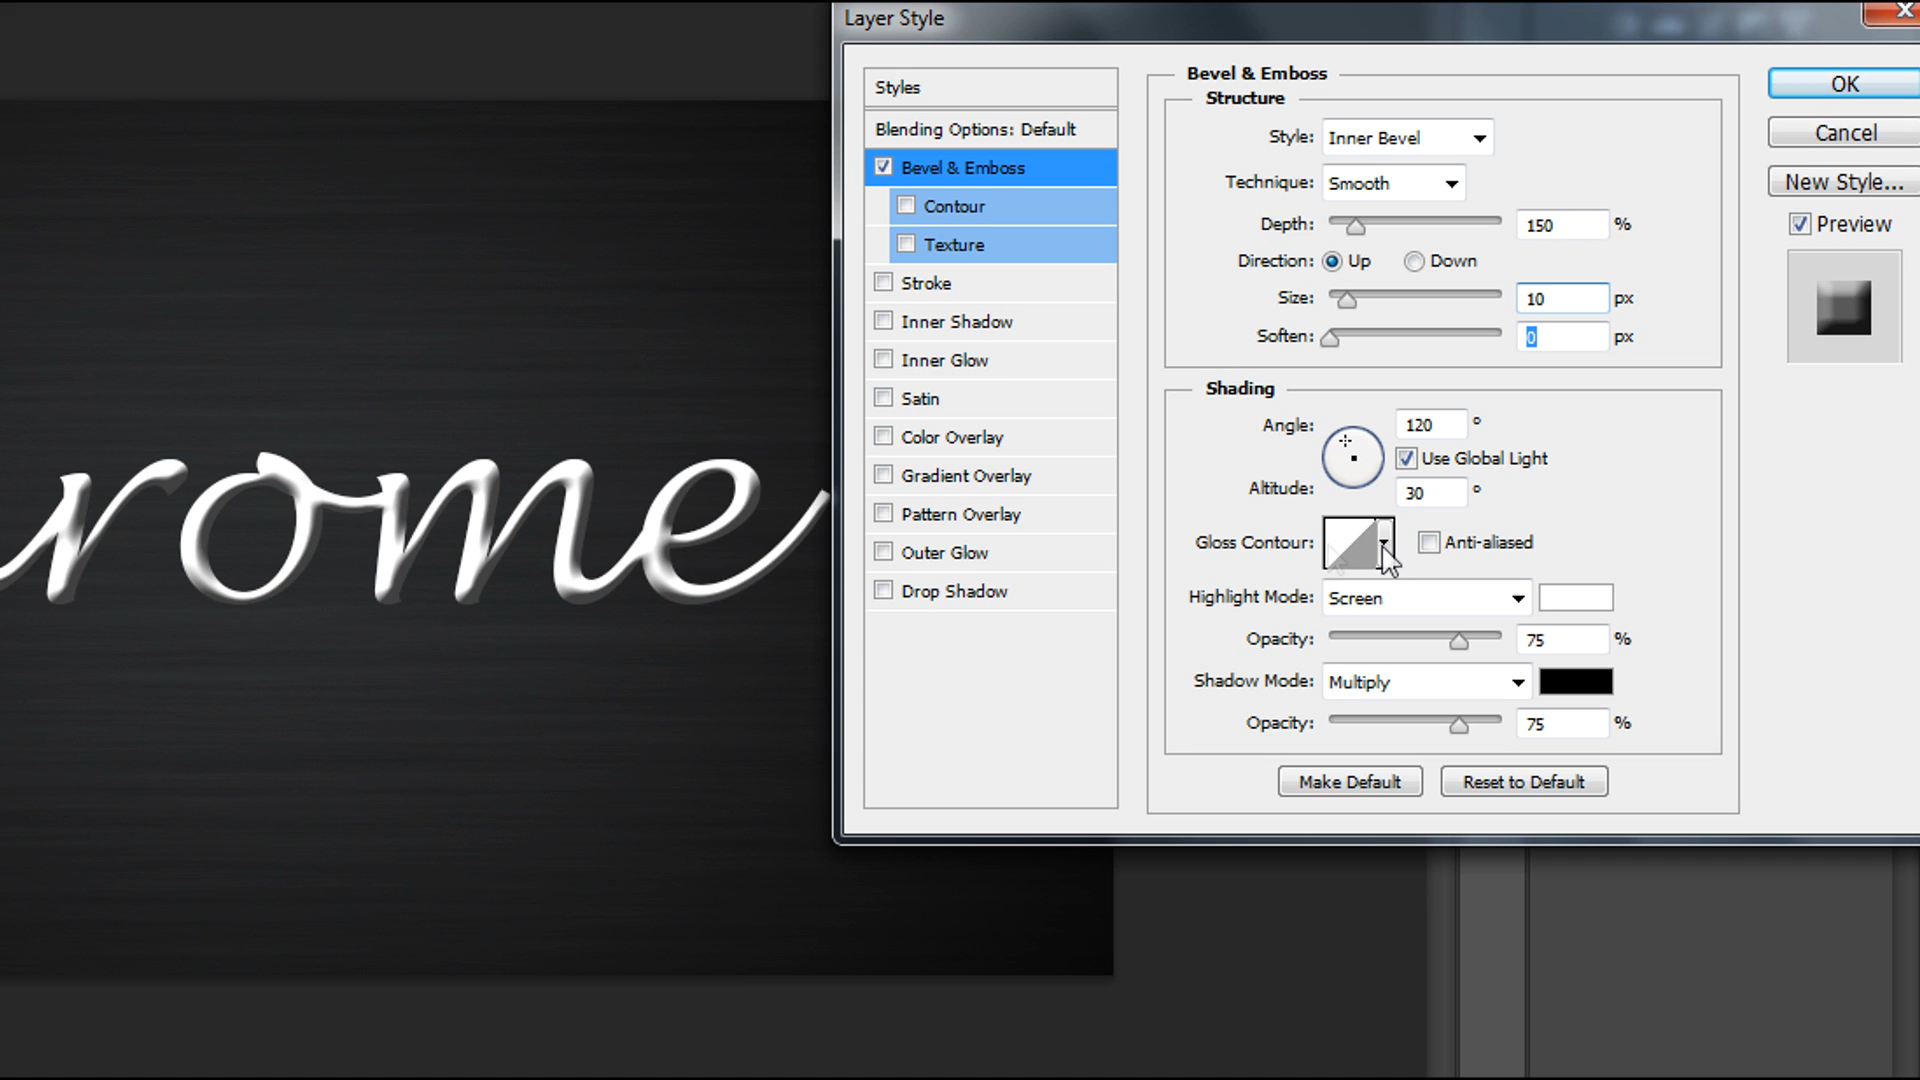 Layer Style
Styles
Blending Options: Default
Bevel & Emboss
Contour
Texture
Stroke
Inner Shadow
Inner Glow
Satin
Color Overlay
Gradient Overlay
Pattern Overlay
Outer Glow
Drop Shadow
Bevel & Emboss
Structure
Style: Inner Bevel
Technique: Smooth
Depth: 150 %
Direction: Up Down
Size: 10 px
Soften: 0 px
Shading
Angle: 120 °
Use Global Light
Altitude: 30 °
Gloss Contour: Anti-aliased
Highlight Mode: Screen
Opacity: 75 %
Shadow Mode: Multiply
Opacity: 75 %
Make Default Reset to Default
OK
Cancel
New Style...
Preview
rome